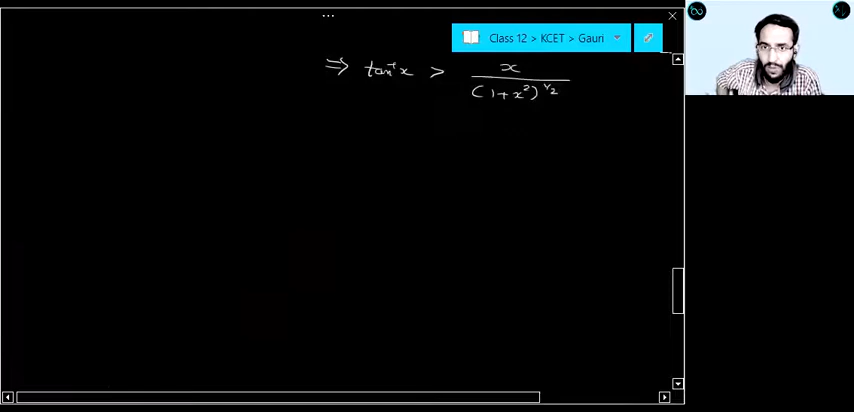 Class 12 > KCET > Gauri
⇒ tan⁻¹x > x / (1+x²)^1/2